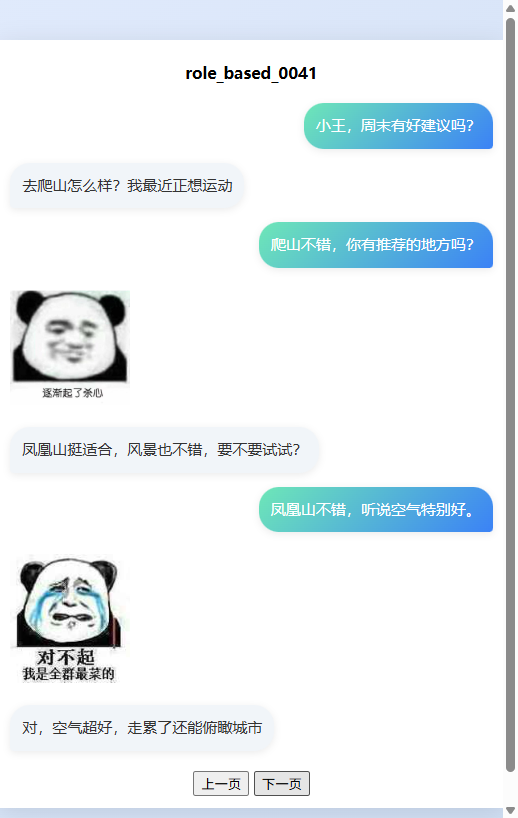 role_based_0041
小王，周末有好建议吗？
去爬山怎么样？我最近正想运动
爬山不错，你有推荐的地方吗？
逐渐起了杀心
凤凰山挺适合，风景也不错，要不要试试？
凤凰山不错，听说空气特别好。
对不起
我是全群最菜的
对，空气超好，走累了还能俯瞰城市
上一页 下一页